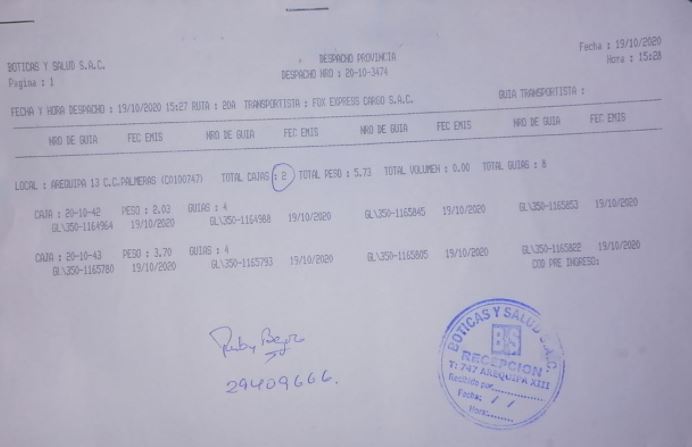 Fecha : 19/10/2020
BOTICAS Y SALUD S.A.C. DESPACHO PROVINCIA Hora : 15:28
Pagina : 1 DESPACHO NRO : 20-10-3474
FECHA Y HORA DESPACHO : 19/10/2020 15:27 RUTA : 20A TRANSPORTISTA : FOX EXPRESS CARGO S.A.C. GUIA TRANSPORTISTA :
NRO DE GUIA FEC EMIS NRO DE GUIA FEC EMIS NRO DE GUIA FEC EMIS NRO DE GUIA FEC EMIS
LOCAL : AREQUIPA 13 C.C.PALMERAS (C0100747) TOTAL CAJAS : 2 TOTAL PESO : 5.73 TOTAL VOLUMEN : 0.00 TOTAL GUIAS : 8
CAJA : 20-10-42 PESO : 2.03 GUIAS : 4
GL\350-1164964 19/10/2020 GL\350-1164988 19/10/2020 GL\350-1165845 19/10/2020 GL\350-1165853 19/10/2020
CAJA : 20-10-43 PESO : 3.70 GUIAS : 4
GL\350-1165780 19/10/2020 GL\350-1165793 19/10/2020 GL\350-1165805 19/10/2020 GL\350-1165822 19/10/2020
COD PRE INGRESO:
29409666.
BOTICAS Y SALUD S.A.C.
BS
RECEPCION
T: 747 AREQUIPA XIII
Recibido por
Fecha: / /
Hora: